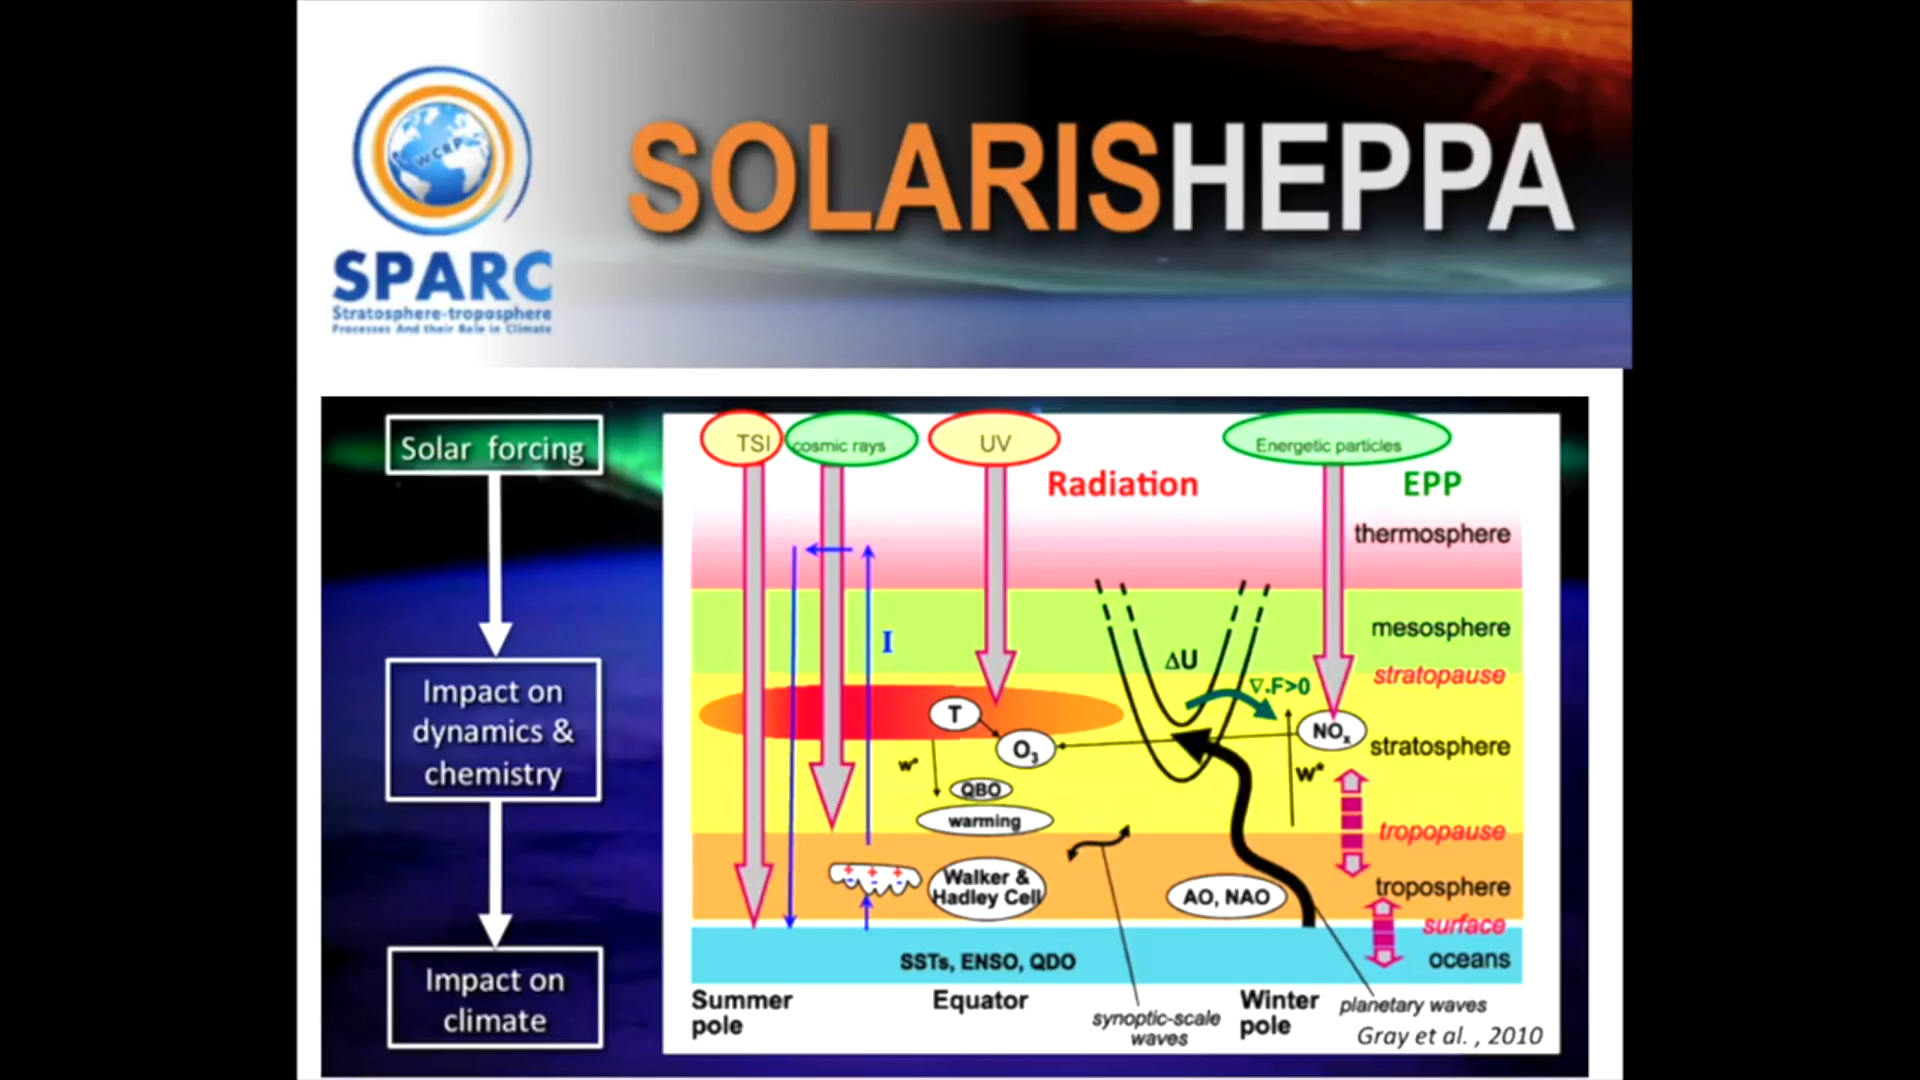 WCRP
SPARC
Stratosphere-troposphere
Processes And their Role in Climate
SOLARISHEPPA
Solar forcing
Impact on
dynamics &
chemistry
Impact on
climate
TSI
cosmic rays
UV
Energetic particles
Radiation
EPP
thermosphere
mesosphere
stratopause
stratosphere
tropopause
troposphere
surface
oceans
I
ΔU
∇.F>0
T
O3
NOx
w*
w*
QBO
warming
+ + +
- - -
Walker &
Hadley Cell
AO, NAO
SSTs, ENSO, QDO
Summer
pole
Equator
synoptic-scale
waves
Winter
pole
planetary waves
Gray et al. , 2010